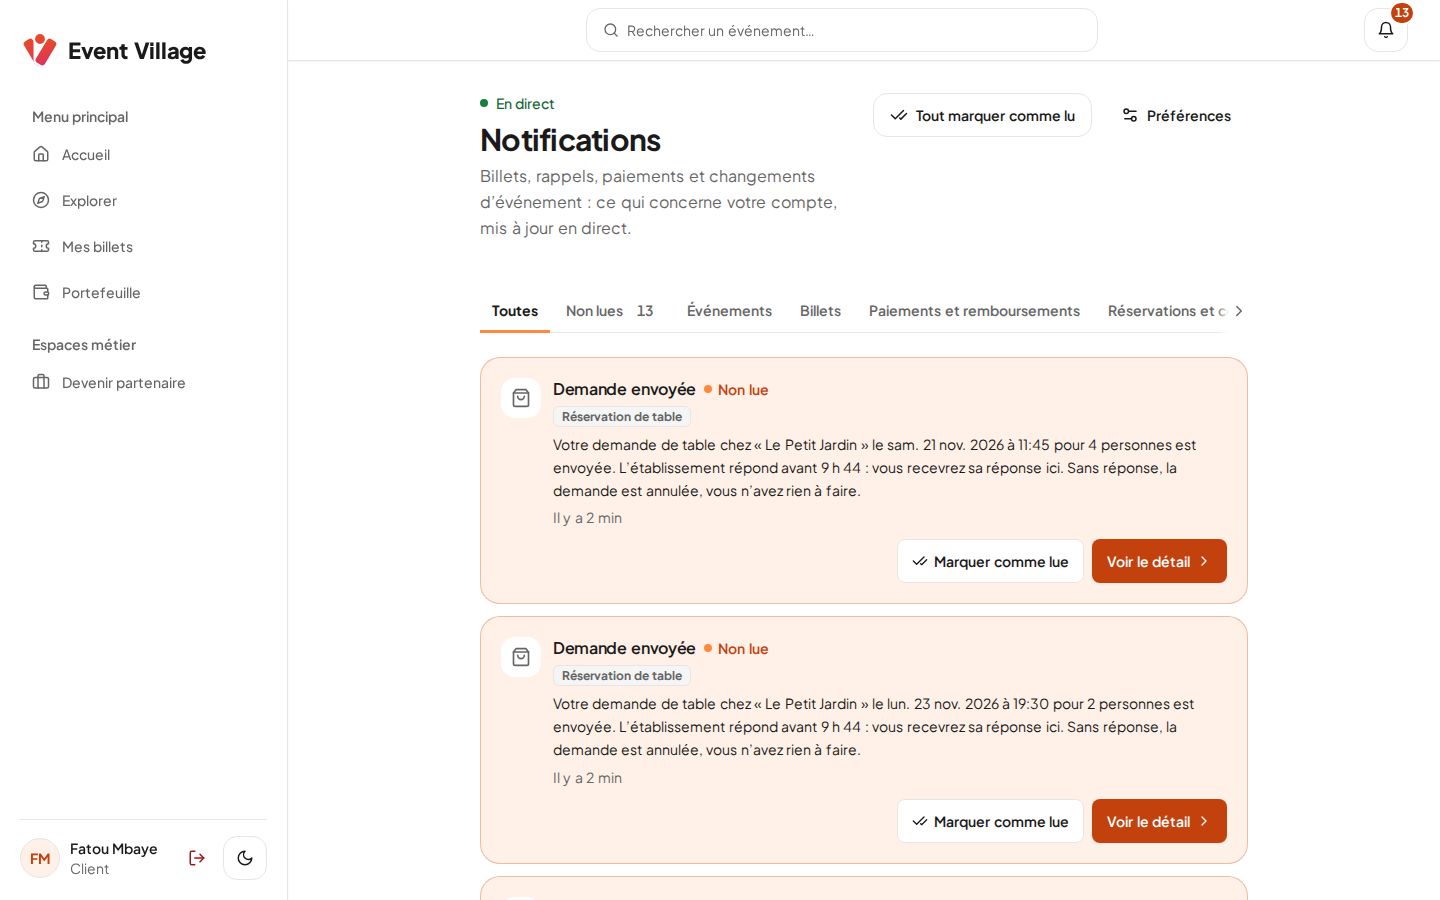 Event Village
Menu principal
Accueil
Explorer
Mes billets
Portefeuille
Espaces métier
Devenir partenaire
FM
Fatou Mbaye
Client
Rechercher un événement…
13
En direct
Notifications
Billets, rappels, paiements et changements
d’événement : ce qui concerne votre compte,
mis à jour en direct.
Tout marquer comme lu
Préférences
Toutes
Non lues 13
Événements
Billets
Paiements et remboursements
Réservations et
Demande envoyée
Non lue
Réservation de table
Votre demande de table chez « Le Petit Jardin » le sam. 21 nov. 2026 à 11:45 pour 4 personnes est
envoyée. L’établissement répond avant 9 h 44 : vous recevrez sa réponse ici. Sans réponse, la
demande est annulée, vous n’avez rien à faire.
Il y a 2 min
Marquer comme lue
Voir le détail
Demande envoyée
Non lue
Réservation de table
Votre demande de table chez « Le Petit Jardin » le lun. 23 nov. 2026 à 19:30 pour 2 personnes est
envoyée. L’établissement répond avant 9 h 44 : vous recevrez sa réponse ici. Sans réponse, la
demande est annulée, vous n’avez rien à faire.
Il y a 2 min
Marquer comme lue
Voir le détail